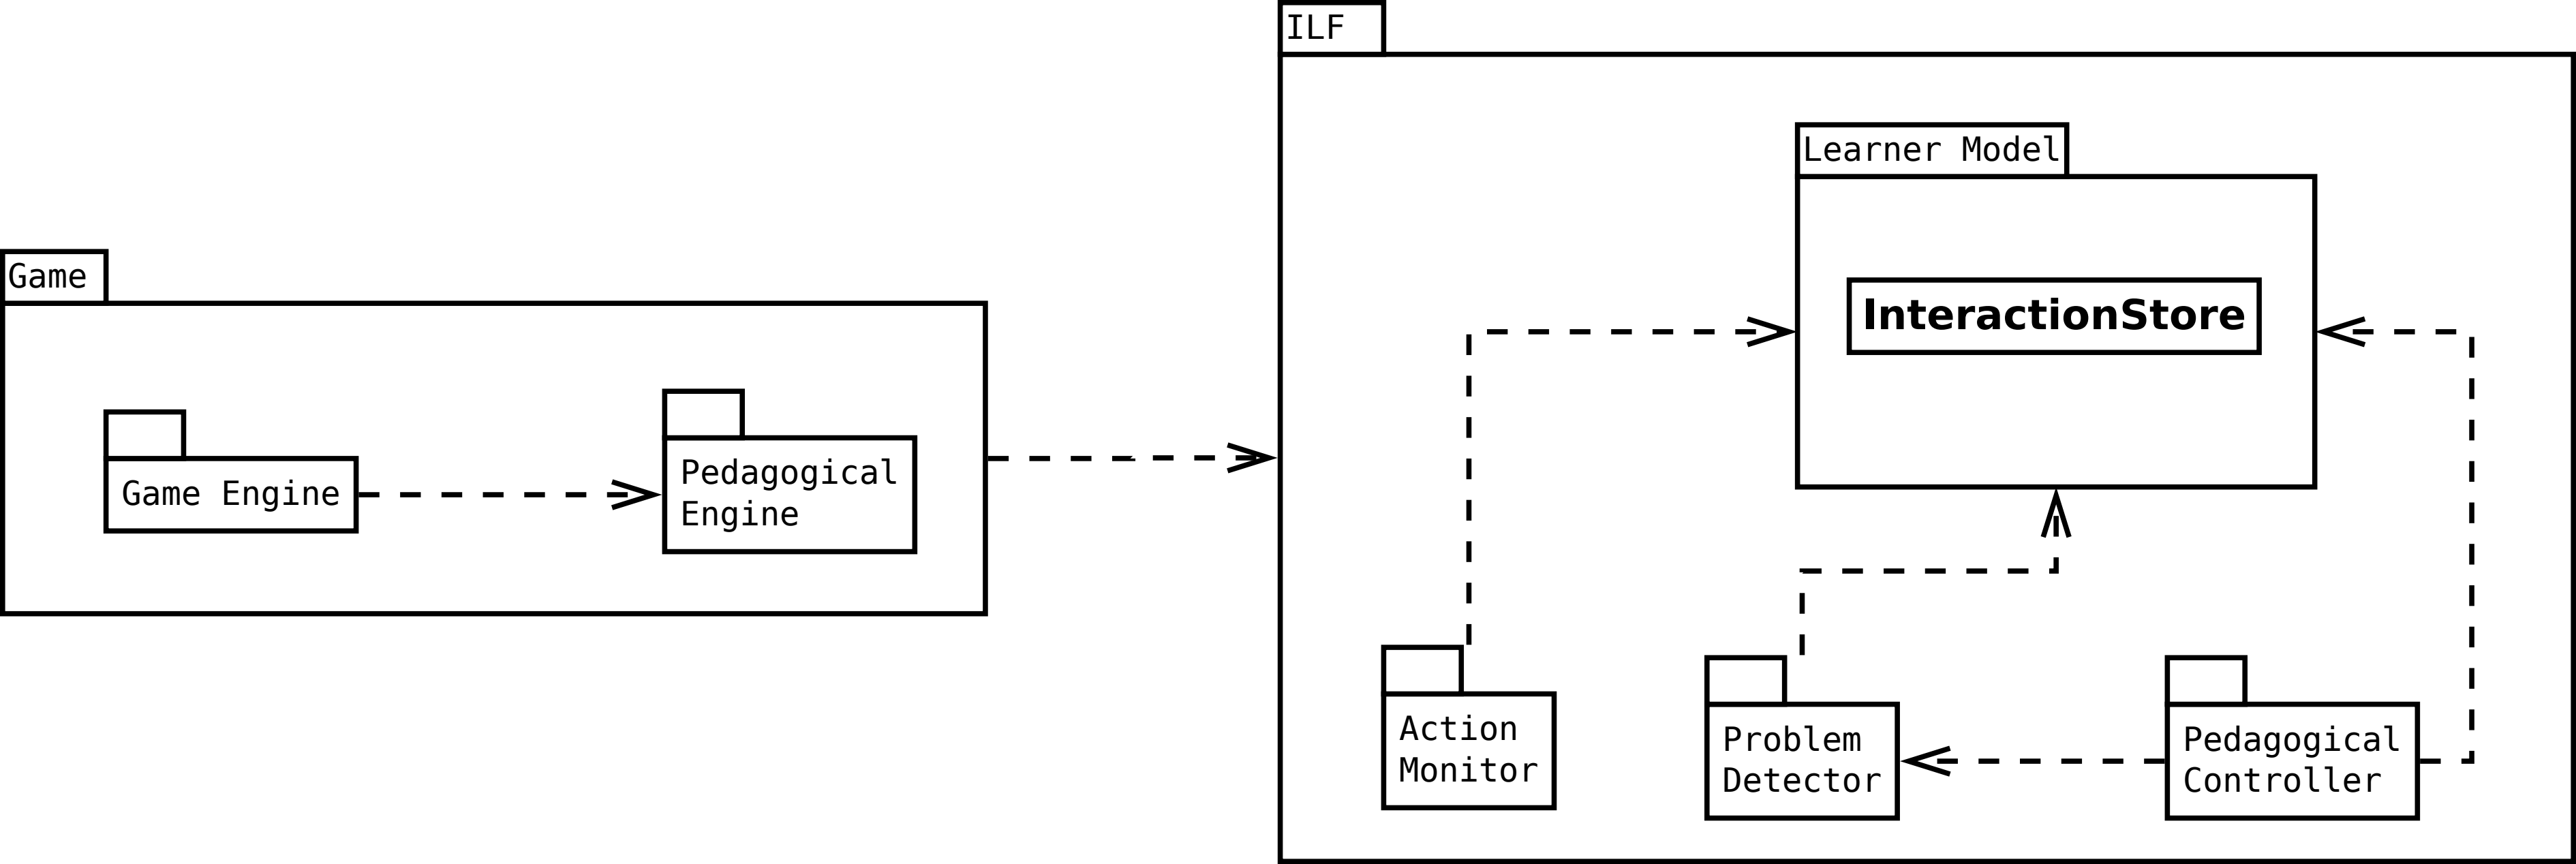 ILF
Learner Model
InteractionStore
Game
Game Engine
Pedagogical
Engine
Action
Monitor
Problem
Detector
Pedagogical
Controller